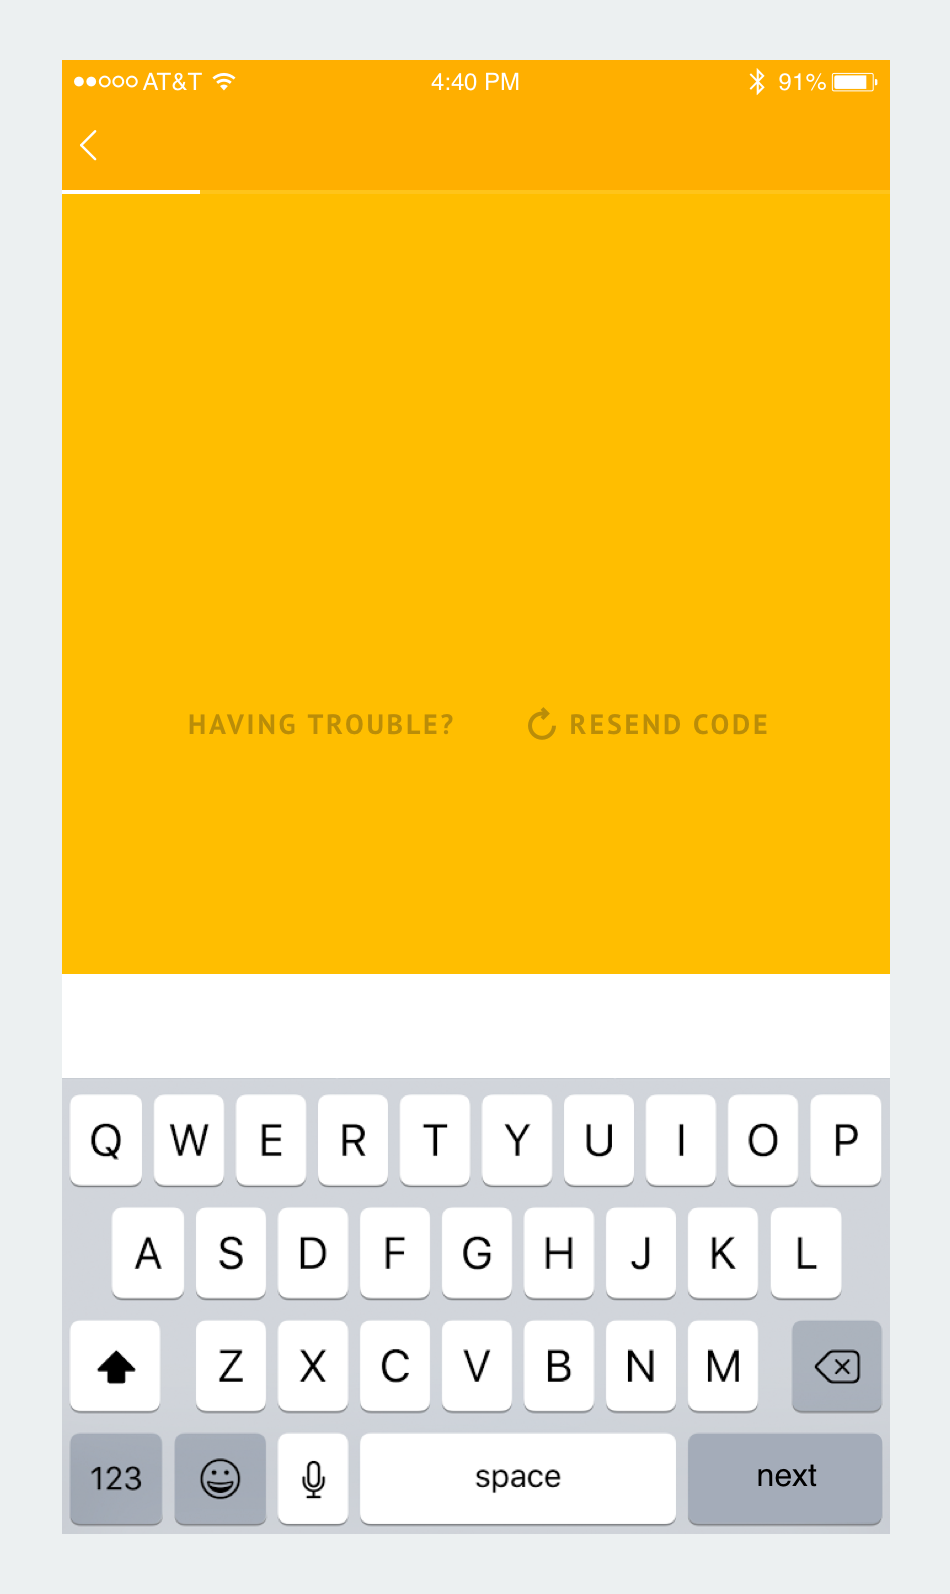 AT&T 4:40 PM 91%
HAVING TROUBLE? RESEND CODE
Q W E R T Y U I O P
A S D F G H J K L
Z X C V B N M
123 space next